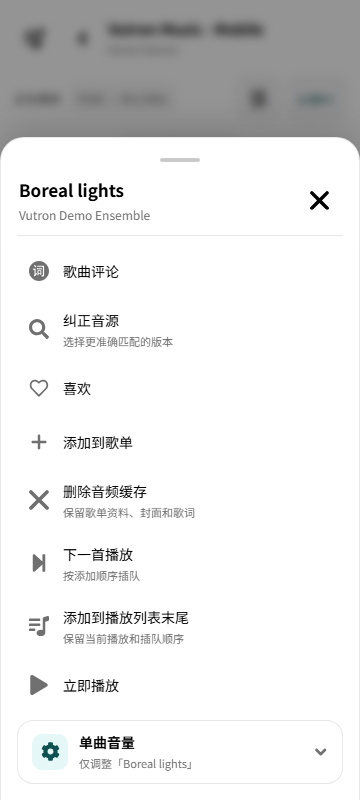 Vutron Music · Mobile
Boreal lights
Vutron Demo Ensemble
词
歌曲评论
纠正音源
选择更准确匹配的版本
喜欢
添加到歌单
删除音频缓存
保留歌单资料、封面和歌词
下一首播放
按添加顺序插队
添加到播放列表末尾
保留当前播放和插队顺序
立即播放
单曲音量
仅调整「Boreal lights」